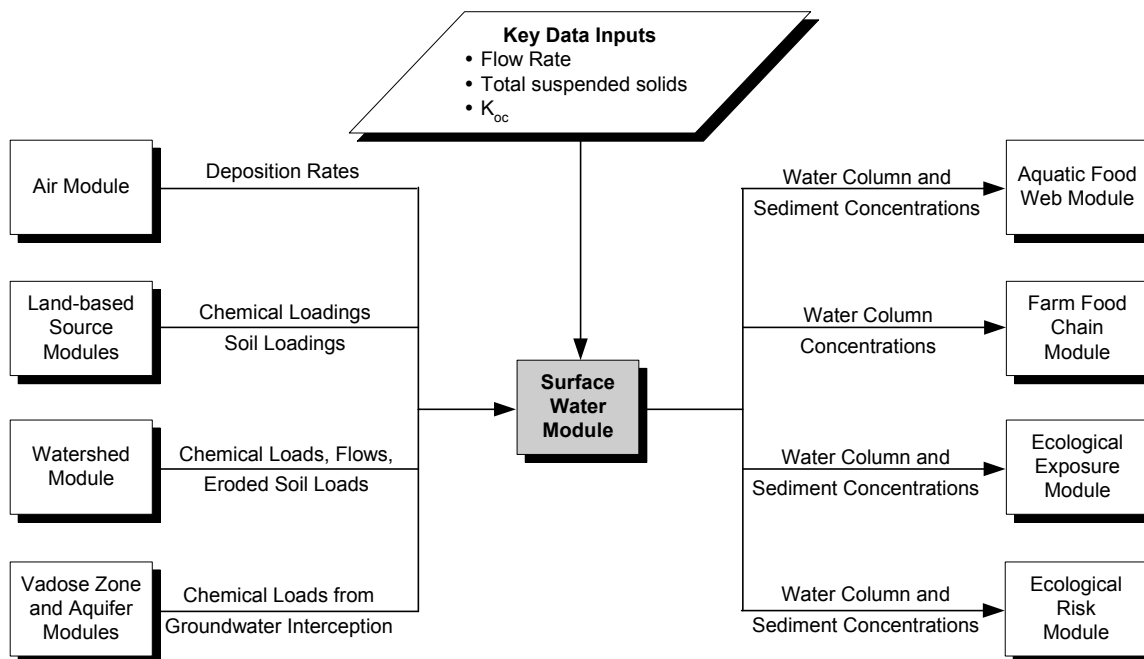 Key Data Inputs
• Flow Rate
• Total suspended solids
• Koc
Air Module
Deposition Rates
Land-based
Source
Modules
Chemical Loadings
Soil Loadings
Watershed
Module
Chemical Loads, Flows,
Eroded Soil Loads
Vadose Zone
and Aquifer
Modules
Chemical Loads from
Groundwater Interception
Surface
Water
Module
Water Column and
Sediment Concentrations
Aquatic Food
Web Module
Water Column
Concentrations
Farm Food
Chain
Module
Water Column and
Sediment Concentrations
Ecological
Exposure
Module
Water Column and
Sediment Concentrations
Ecological
Risk
Module